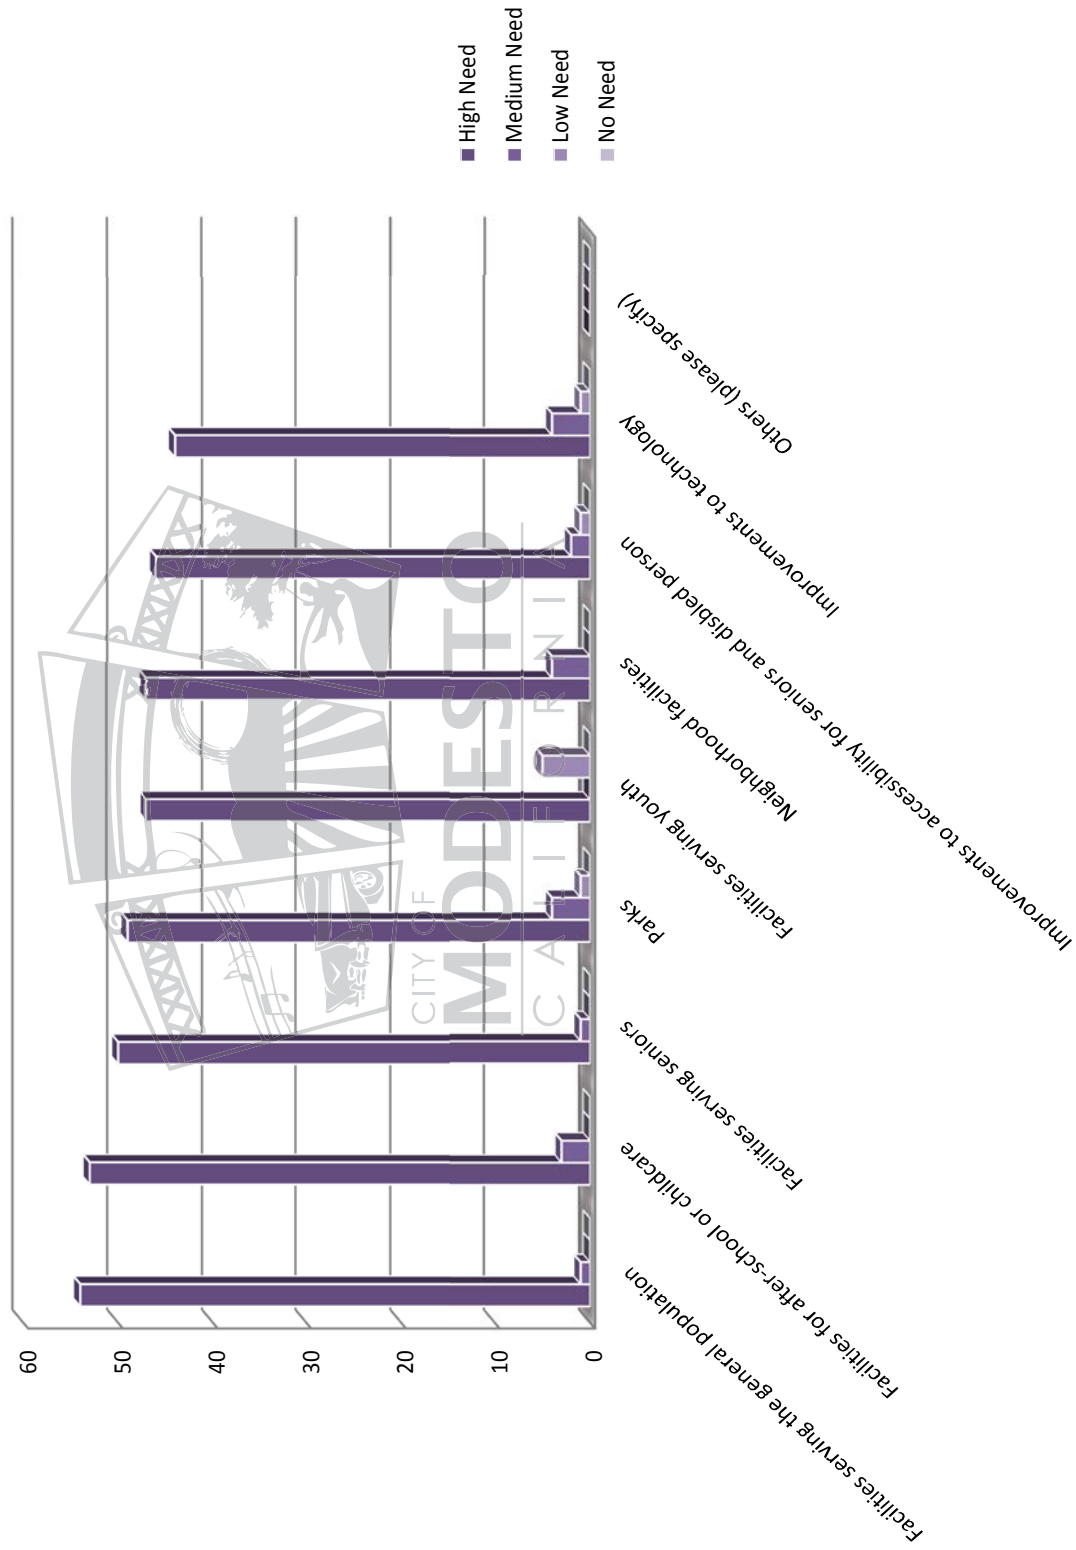 60
50
40
30
20
10
0
Facilities serving the general population
Facilities for after-school or childcare
Facilities serving seniors
Parks
Facilities serving youth
Neighborhood facilities
Improvements to accessibility for seniors and disbled person
Improvements to technology
Others (please specify)
High Need
Medium Need
Low Need
No Need
CITY OF
MODESTO
CALIFORNIA